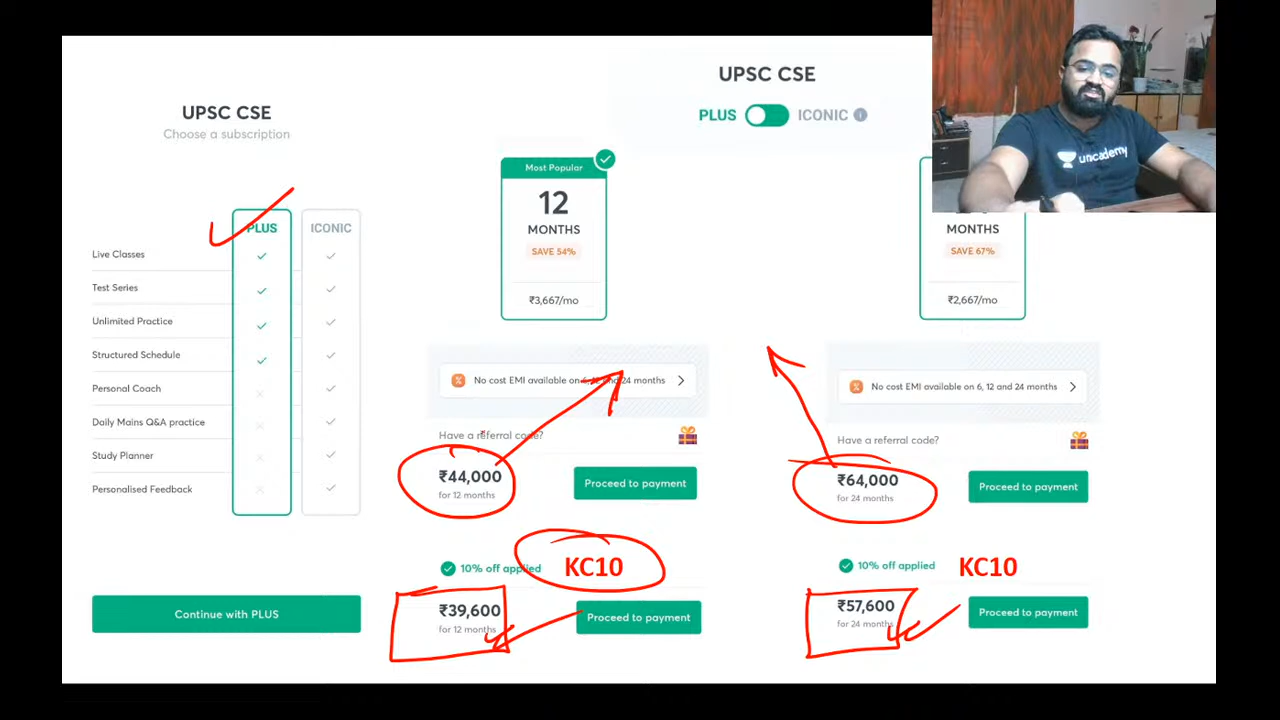 UPSC CSE
Choose a subscription
PLUS ICONIC
Live Classes
Test Series
Unlimited Practice
Structured Schedule
Personal Coach
Daily Mains Q&A practice
Study Planner
Personalised Feedback
Continue with PLUS
UPSC CSE
PLUS ICONIC
Most Popular
12
MONTHS
SAVE 54%
₹3,667/mo
No cost EMI available on 6, 12 and 24 months
Have a referral code?
₹44,000
for 12 months
Proceed to payment
10% off applied KC10
₹39,600
for 12 months
Proceed to payment
MONTHS
SAVE 67%
₹2,667/mo
No cost EMI available on 6, 12 and 24 months
Have a referral code?
₹64,000
for 24 months
Proceed to payment
10% off applied KC10
₹57,600
for 24 months
Proceed to payment
unacademy